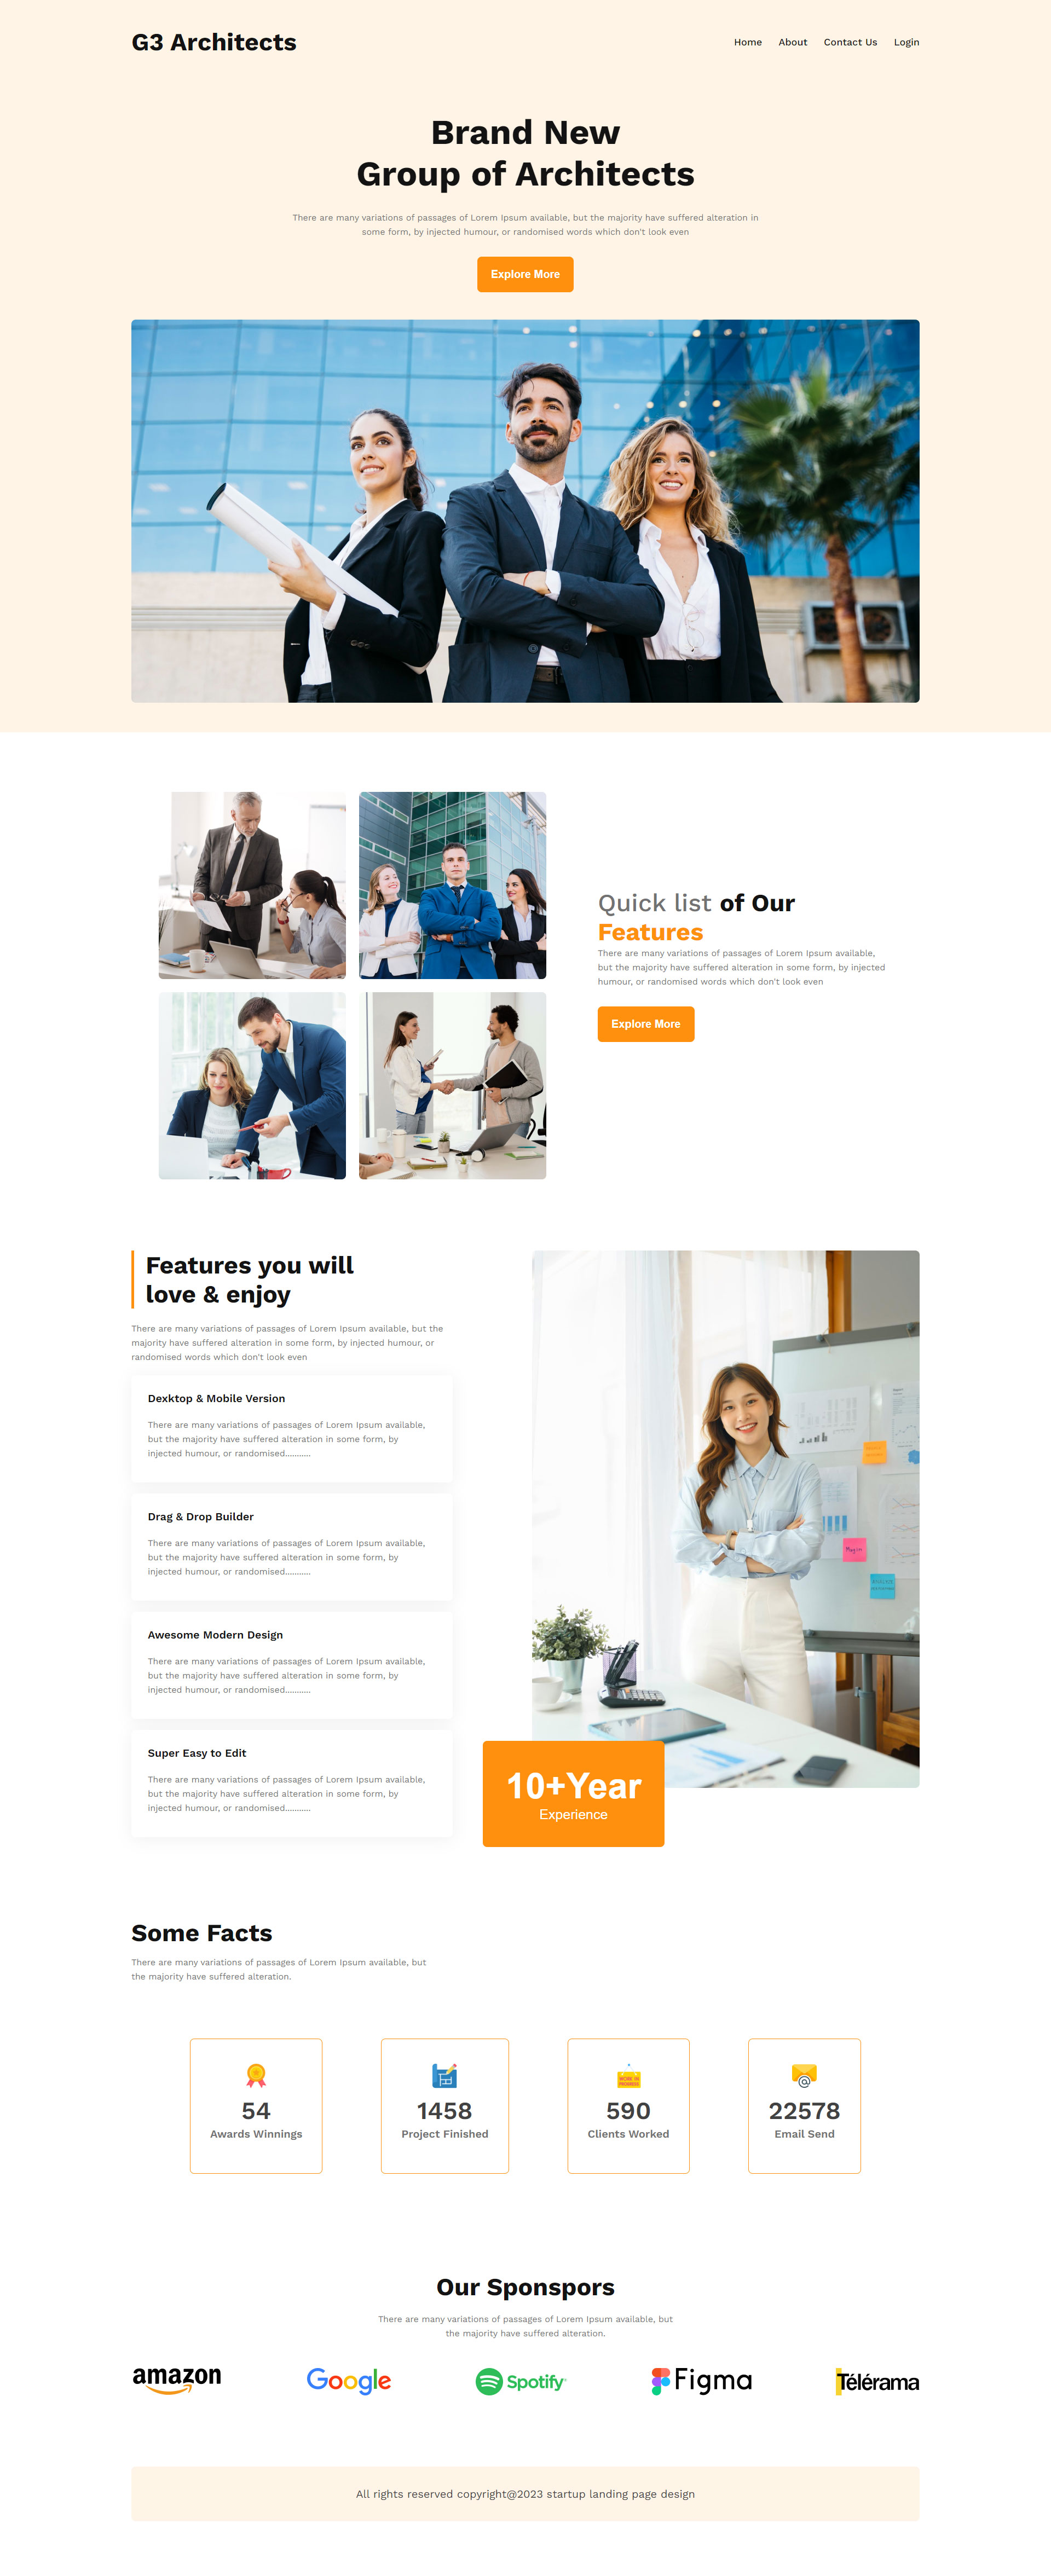 G3 Architects
Home About Contact Us Login
Brand New
Group of Architects
There are many variations of passages of Lorem Ipsum available, but the majority have suffered alteration in
some form, by injected humour, or randomised words which don't look even
Explore More
Quick list of Our
Features
There are many variations of passages of Lorem Ipsum available,
but the majority have suffered alteration in some form, by injected
humour, or randomised words which don't look even
Explore More
Features you will
love & enjoy
There are many variations of passages of Lorem Ipsum available, but the
majority have suffered alteration in some form, by injected humour, or
randomised words which don't look even
Dexktop & Mobile Version
There are many variations of passages of Lorem Ipsum available,
but the majority have suffered alteration in some form, by
injected humour, or randomised...........
Drag & Drop Builder
There are many variations of passages of Lorem Ipsum available,
but the majority have suffered alteration in some form, by
injected humour, or randomised...........
Awesome Modern Design
There are many variations of passages of Lorem Ipsum available,
but the majority have suffered alteration in some form, by
injected humour, or randomised...........
Super Easy to Edit
There are many variations of passages of Lorem Ipsum available,
but the majority have suffered alteration in some form, by
injected humour, or randomised...........
10+Year
Experience
Some Facts
There are many variations of passages of Lorem Ipsum available, but
the majority have suffered alteration.
54
Awards Winnings
1458
Project Finished
WORK IN
PROGRESS
590
Clients Worked
22578
Email Send
Our Sponspors
There are many variations of passages of Lorem Ipsum available, but
the majority have suffered alteration.
amazon Google Spotify Figma Télérama
All rights reserved copyright@2023 startup landing page design